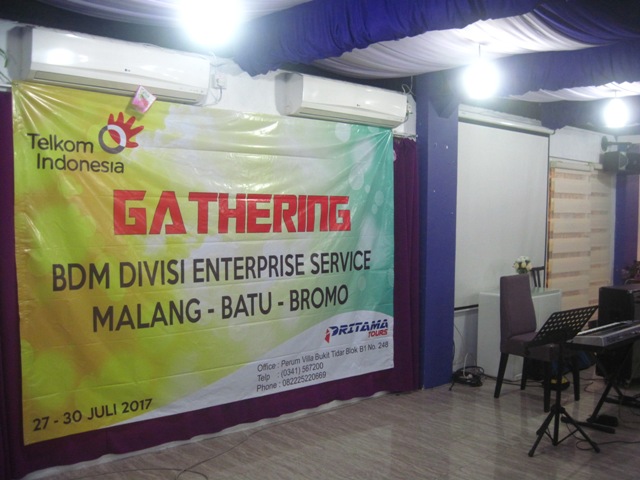 Telkom
Indonesia
GATHERING
BDM DIVISI ENTERPRISE SERVICE
MALANG - BATU - BROMO
PRITAMA
TOURS
Office : Perum Villa Bukit Tidar Blok B1 No. 248
Telp : (0341) 567200
Phone : 082225220669
27 - 30 JULI 2017